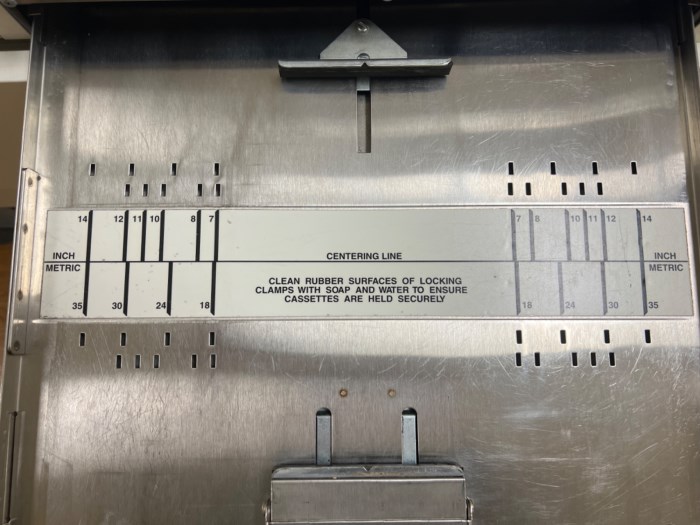 14 12 11 10 8 7 7 8 10 11 12 14
INCH CENTERING LINE INCH
METRIC METRIC
CLEAN RUBBER SURFACES OF LOCKING
CLAMPS WITH SOAP AND WATER TO ENSURE
CASSETTES ARE HELD SECURELY
35 30 24 18 18 24 30 35